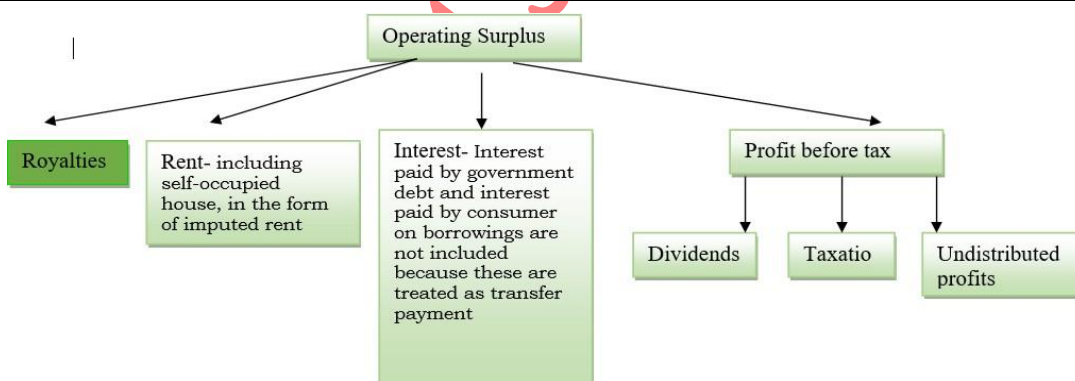 Operating Surplus
Royalties
Rent- including
self-occupied
house, in the form
of imputed rent
Interest- Interest
paid by government
debt and interest
paid by consumer
on borrowings are
not included
because these are
treated as transfer
payment
Profit before tax
Dividends
Taxatio
Undistributed
profits